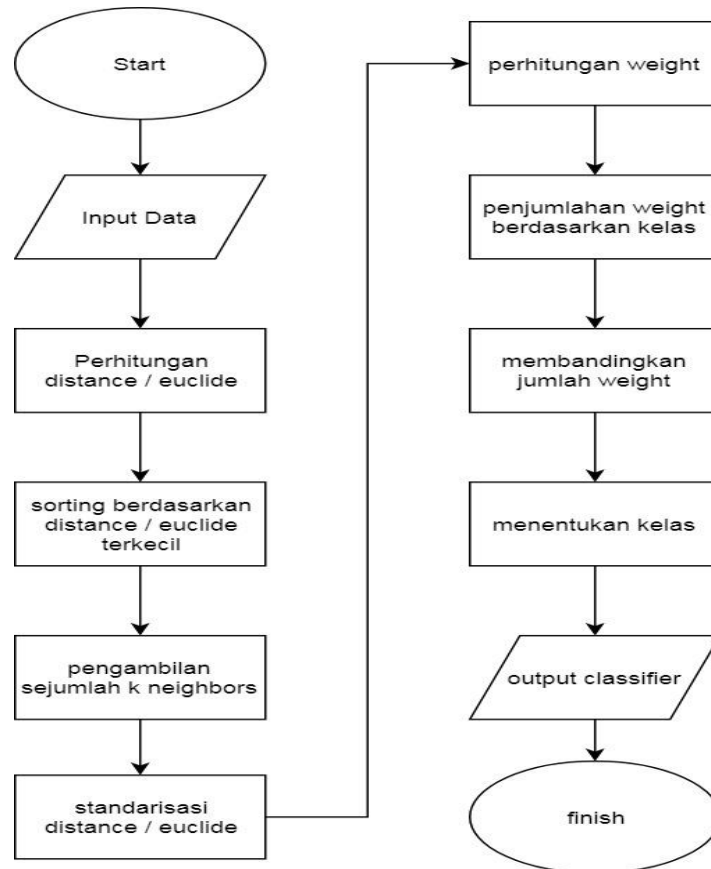 Start
Input Data
Perhitungan
distance / euclide
sorting berdasarkan
distance / euclide
terkecil
pengambilan
sejumlah k neighbors
standarisasi
distance / euclide
perhitungan weight
penjumlahan weight
berdasarkan kelas
membandingkan
jumlah weight
menentukan kelas
output classifier
finish